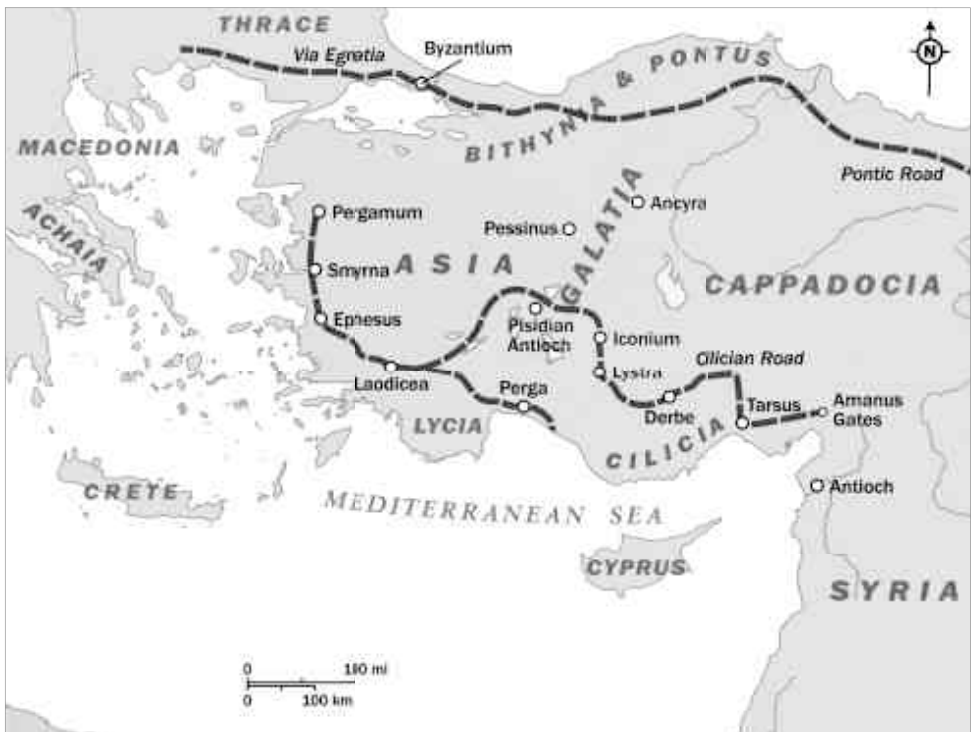 THRACE
Via Egratia
Byzantium
N
BITHYNIA & PONTUS
MACEDONIA
Pontic Road
ACHAIA
Pergamum
Pessinus
Ancyra
GALATIA
ASIA
Smyrna
CAPPADOCIA
Ephesus
Pisidian
Antioch
Iconium
Laodicea
Lystra
Cilician Road
Perga
Derbe
Tarsus
Amanus
Gates
LYCIA
CILICIA
CRETE
Antioch
MEDITERRANEAN SEA
CYPRUS
SYRIA
0 100 mi
0 100 km